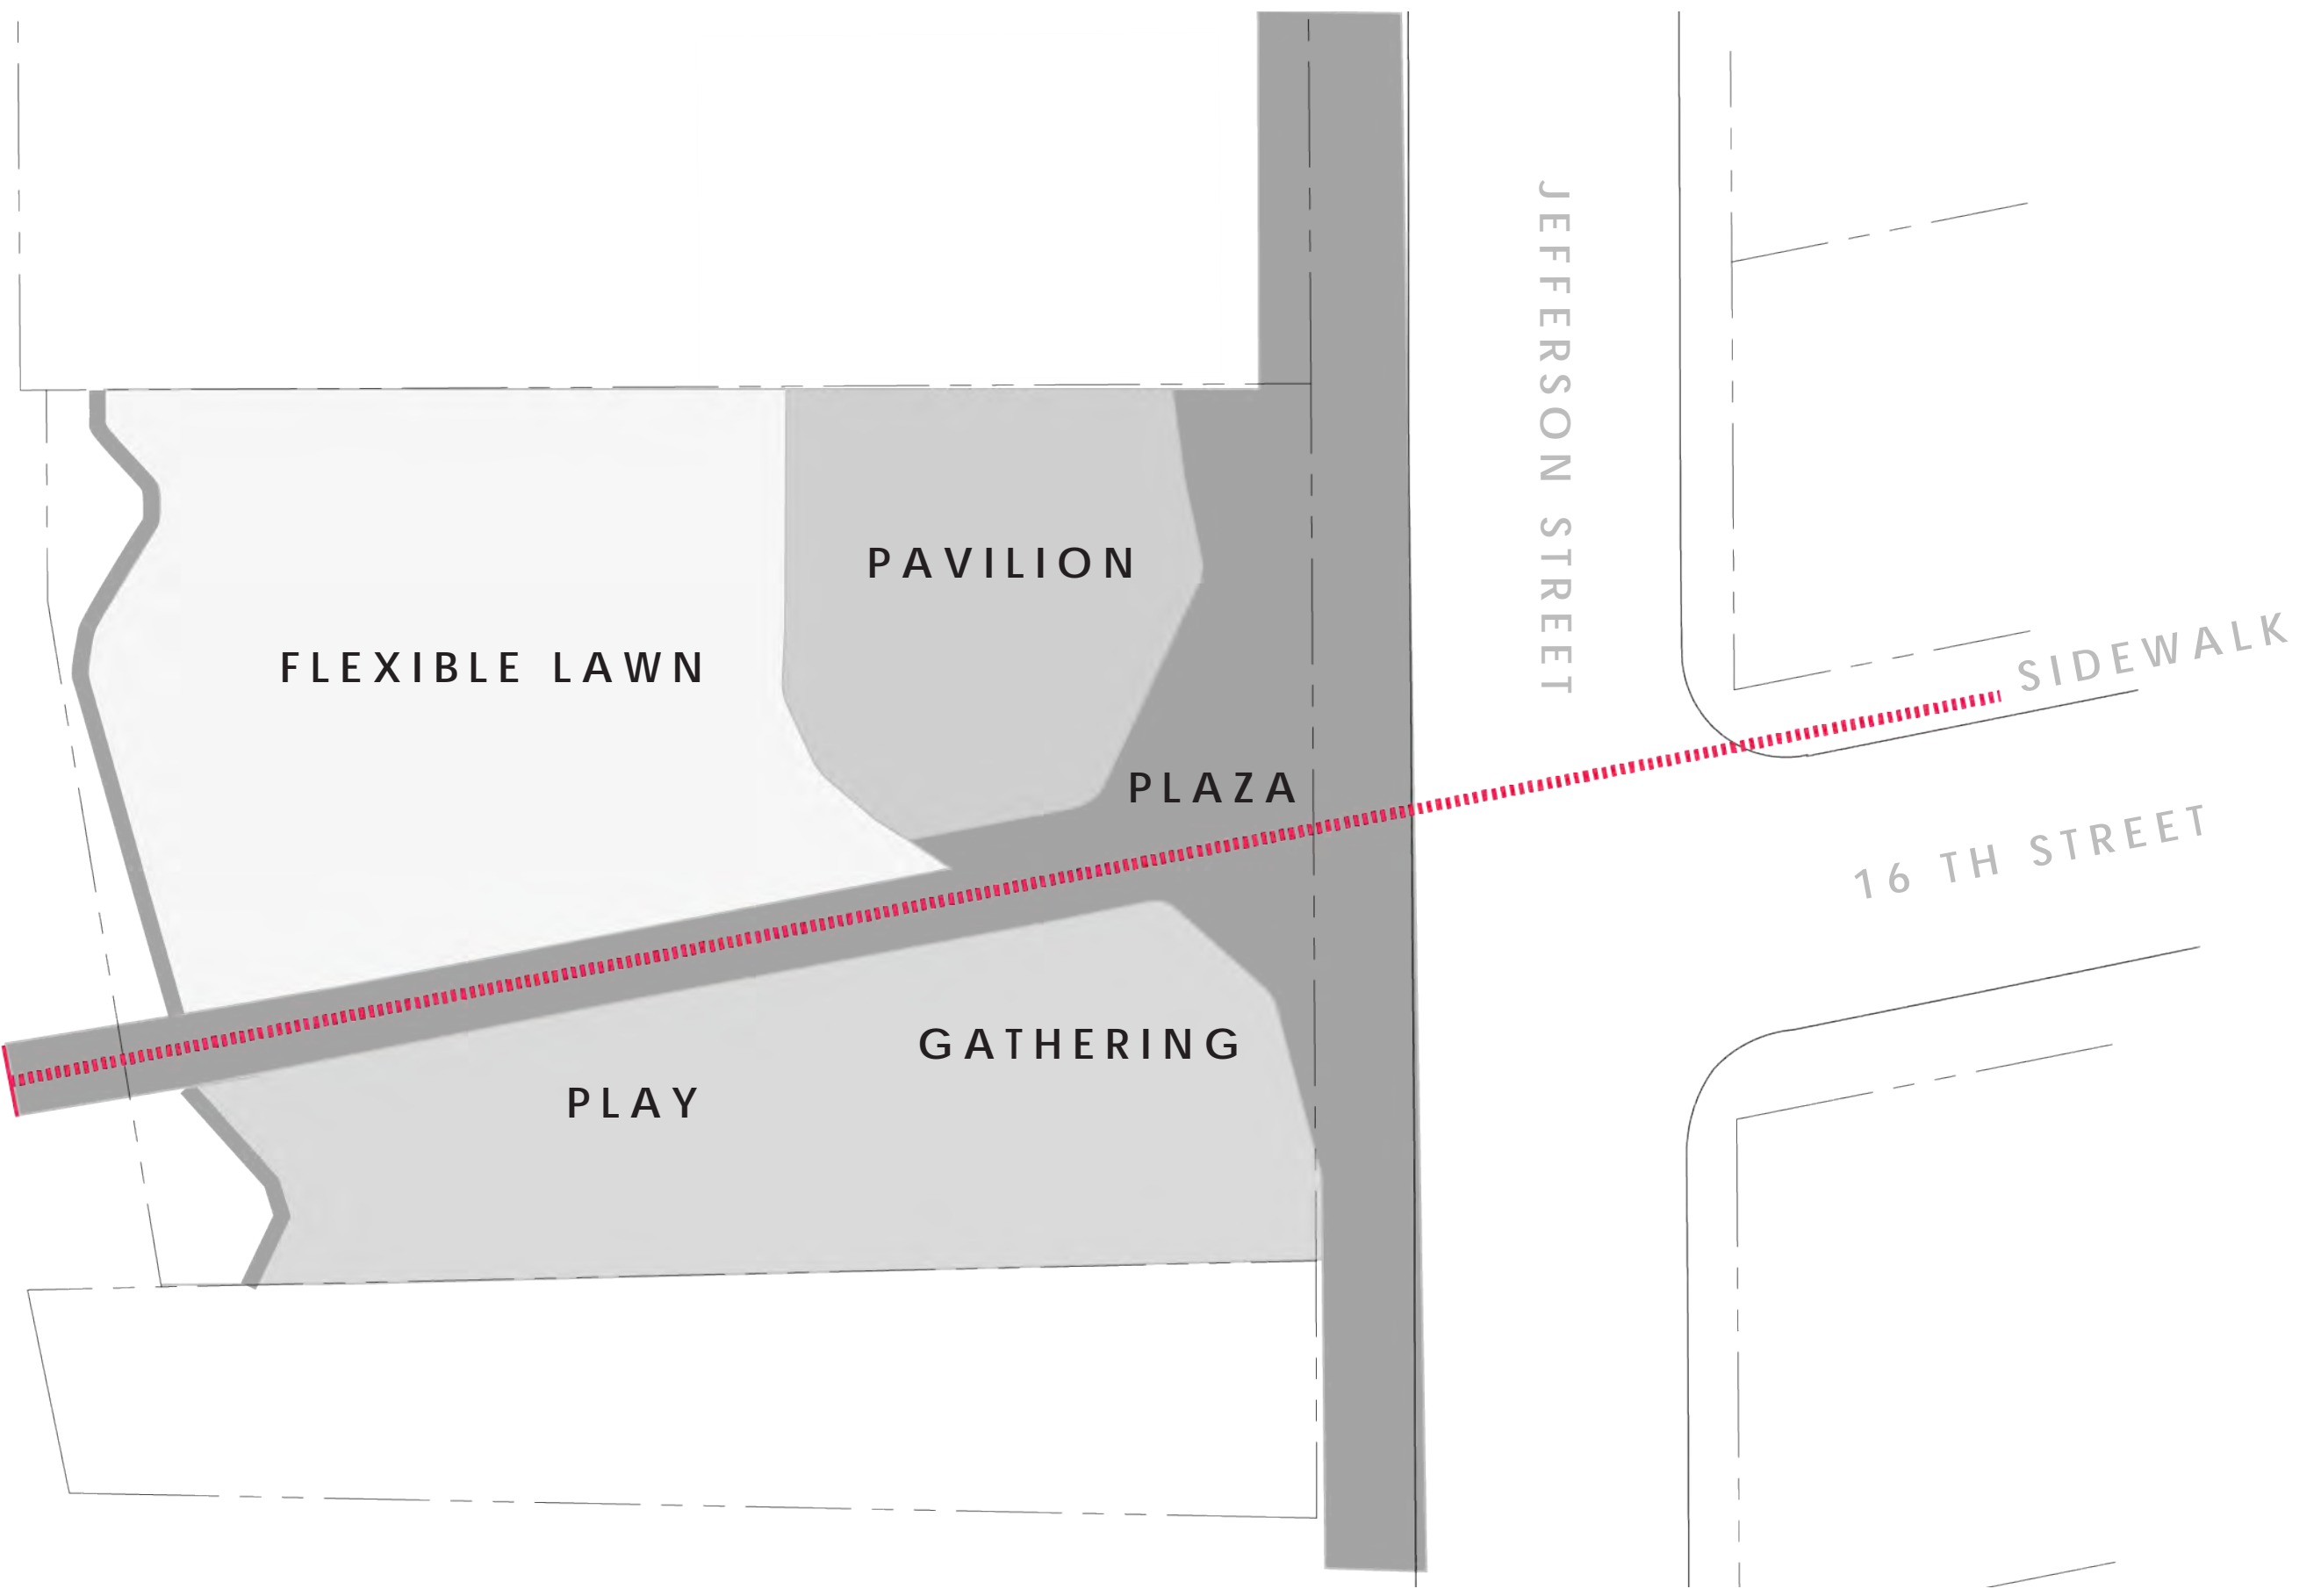 JEFFERSON STREET
PAVILION
FLEXIBLE LAWN
SIDEWALK
PLAZA
16 TH STREET
GATHERING
PLAY